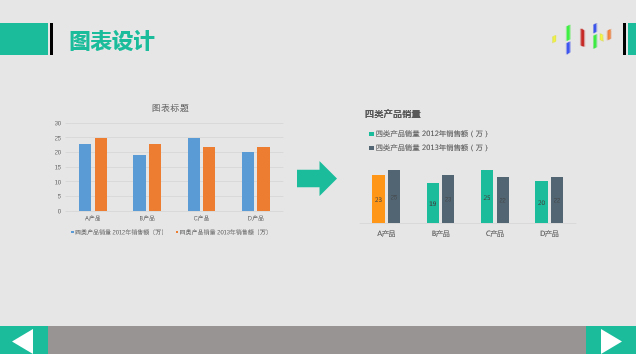 图表设计
图表标题
30
25
20
15
10
5
0
A产品 B产品 C产品 D产品
四类产品销量 2012年销售额（万） 四类产品销量 2013年销售额（万）
四类产品销量
四类产品销量 2012年销售额（万）
四类产品销量 2013年销售额（万）
23 19 25 20
A产品 B产品 C产品 D产品